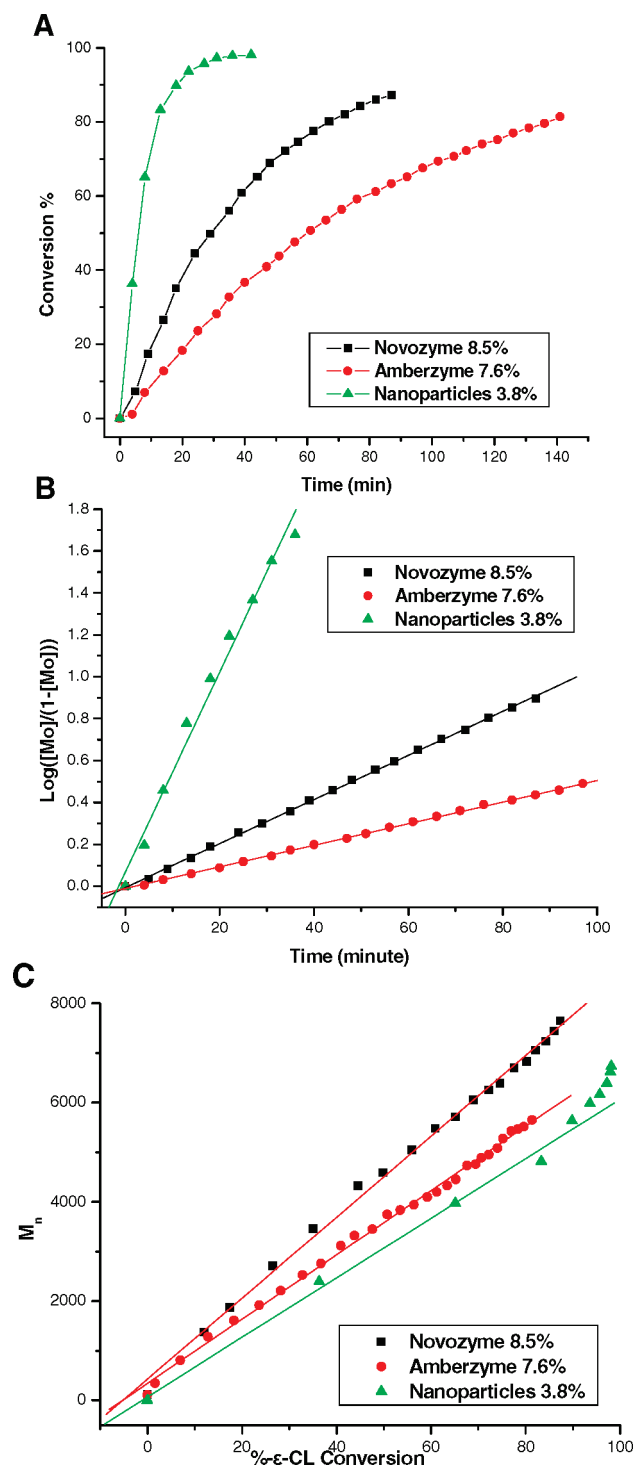 A
100
80
60
40
20
0
Conversion %
Novozyme 8.5%
Amberzyme 7.6%
Nanoparticles 3.8%
0 20 40 60 80 100 120 140
Time (min)
B
1.8
1.6
1.4
1.2
1.0
0.8
0.6
0.4
0.2
0.0
Log([Mo]/(1-[Mo]))
Novozyme 8.5%
Amberzyme 7.6%
Nanoparticles 3.8%
0 20 40 60 80 100
Time (minute)
C
8000
6000
4000
2000
0
Mn
Novozyme 8.5%
Amberzyme 7.6%
Nanoparticles 3.8%
0 20 40 60 80 100
%-ε-CL Conversion